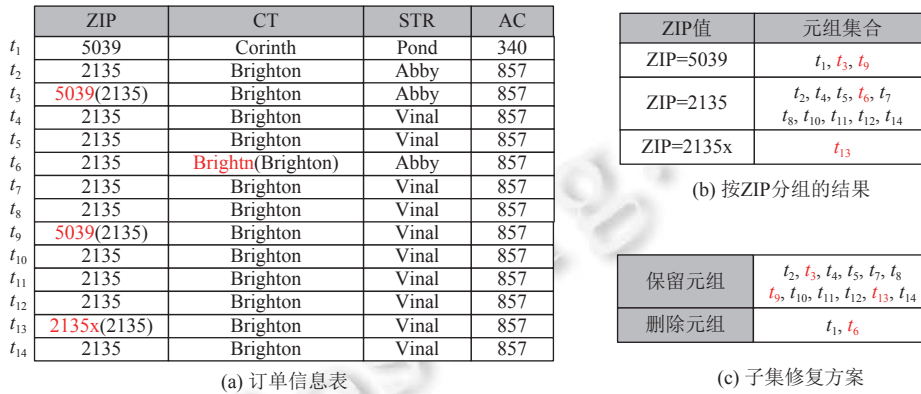 ZIP CT STR AC
t1 5039 Corinth Pond 340
t2 2135 Brighton Abby 857
t3 5039(2135) Brighton Abby 857
t4 2135 Brighton Vinal 857
t5 2135 Brighton Vinal 857
t6 2135 Brightn(Brighton) Abby 857
t7 2135 Brighton Vinal 857
t8 2135 Brighton Vinal 857
t9 5039(2135) Brighton Vinal 857
t10 2135 Brighton Vinal 857
t11 2135 Brighton Vinal 857
t12 2135 Brighton Vinal 857
t13 2135x(2135) Brighton Vinal 857
t14 2135 Brighton Vinal 857
(a) 订单信息表
ZIP值 元组集合
ZIP=5039 t1, t3, t9
ZIP=2135 t2, t4, t5, t6, t7
t8, t10, t11, t12, t14
ZIP=2135x t13
(b) 按ZIP分组的结果
保留元组 t2, t3, t4, t5, t7, t8
t9, t10, t11, t12, t13, t14
删除元组 t1, t6
(c) 子集修复方案